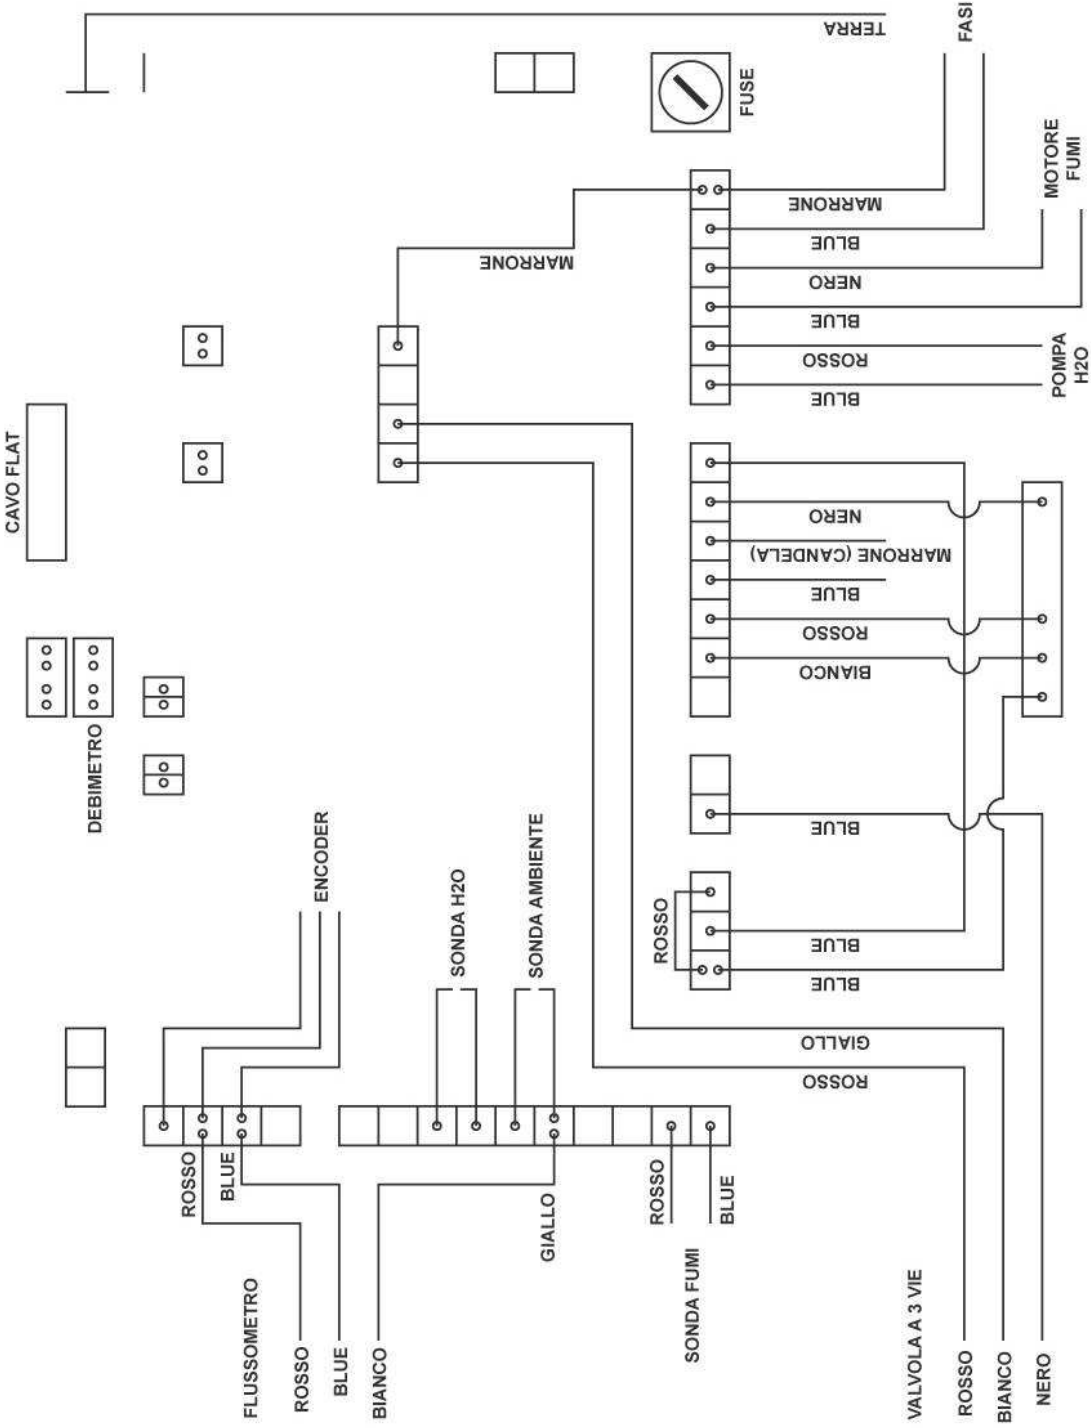 TERRA
FASI
FUSE
MOTORE
FUMI
MARRONE
BLUE
MARRONE
NERO
BLUE
ROSSO
BLUE
POMPA
H2O
CAVO FLAT
NERO
MARRONE (CANDELA)
BLUE
ROSSO
BIANCO
DEBIMETRO
BLUE
ENCODER
SONDA H2O
SONDA AMBIENTE
ROSSO
BLUE
BLUE
GIALLO
ROSSO
ROSSO
BLUE
GIALLO
ROSSO
BLUE
FLUSSOMETRO
ROSSO
BLUE
BIANCO
SONDA FUMI
VALVOLA A 3 VIE
ROSSO
BIANCO
NERO